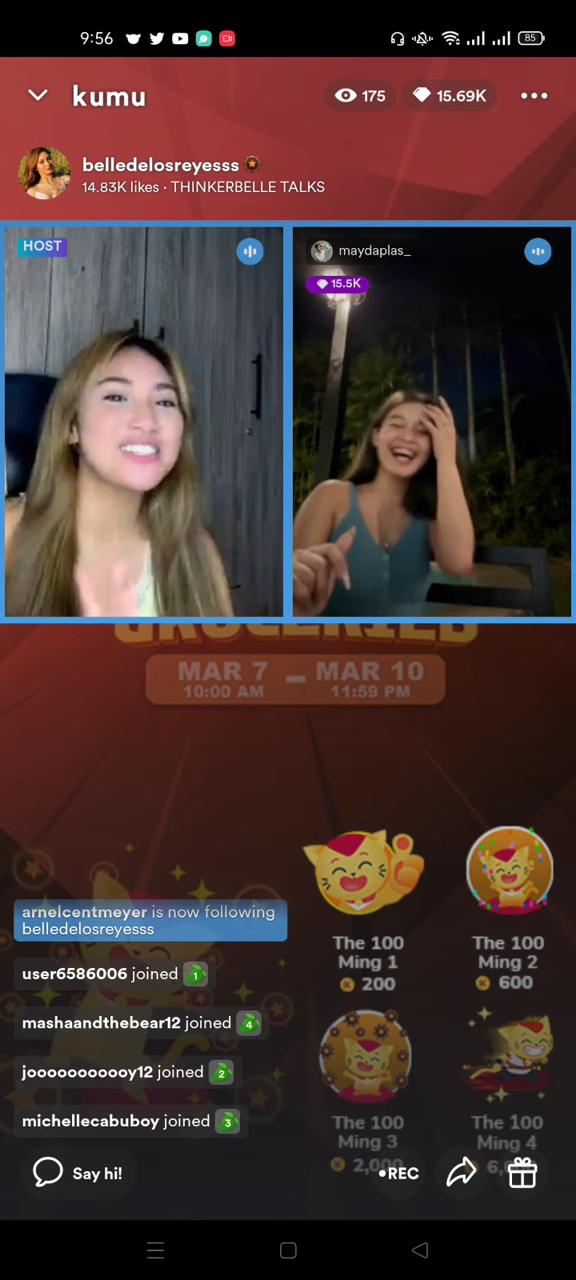 9:56
85
kumu
175
15.69K
belledelosreyesss
14.83K likes · THINKERBELLE TALKS
HOST
maydaplas_
15.5K
MAR 7 – MAR 10
10:00 AM 11:59 PM
arnelcentmeyer is now following
belledelosreyesss
user6586006 joined 1
mashaandthebear12 joined 4
michellecabuboy joined 3
The 100
Ming 1
200
The 100
Ming 2
600
The 100
Ming 3
2,000
The 100
Ming 4
Say hi!
•REC